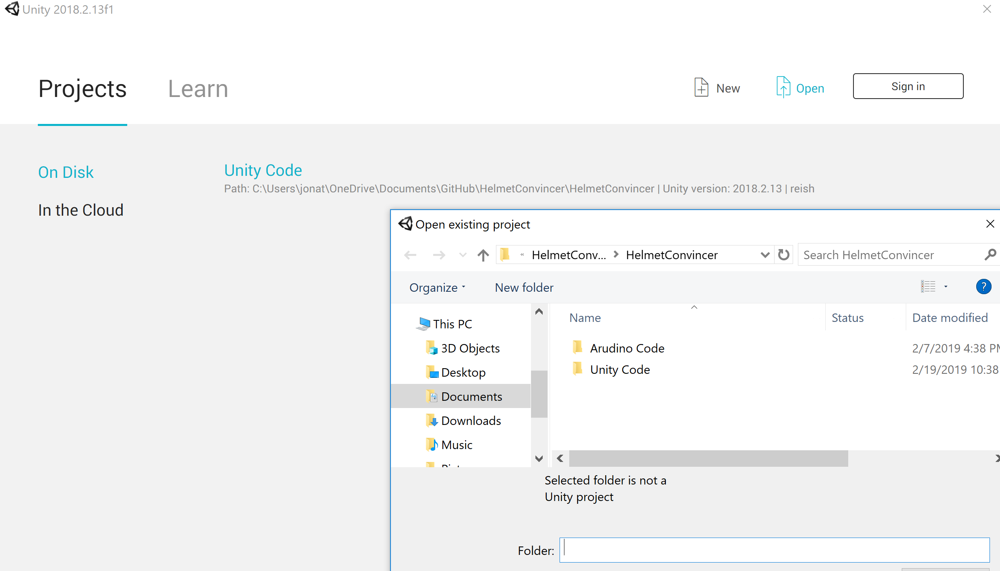 Unity 2018.2.13f1
Projects
Learn
New
Open
Sign in
On Disk
In the Cloud
Unity Code
Path: C:\Users\jonat\OneDrive\Documents\GitHub\HelmetConvincer\HelmetConvincer | Unity version: 2018.2.13 | reish
Open existing project
« HelmetConv... > HelmetConvincer
Search HelmetConvincer
Organize
New folder
?
This PC
3D Objects
Desktop
Documents
Downloads
Music
Name
Status
Date modified
Arudino Code
2/7/2019 4:38 PM
Unity Code
2/19/2019 10:38
Selected folder is not a
Unity project
Folder: